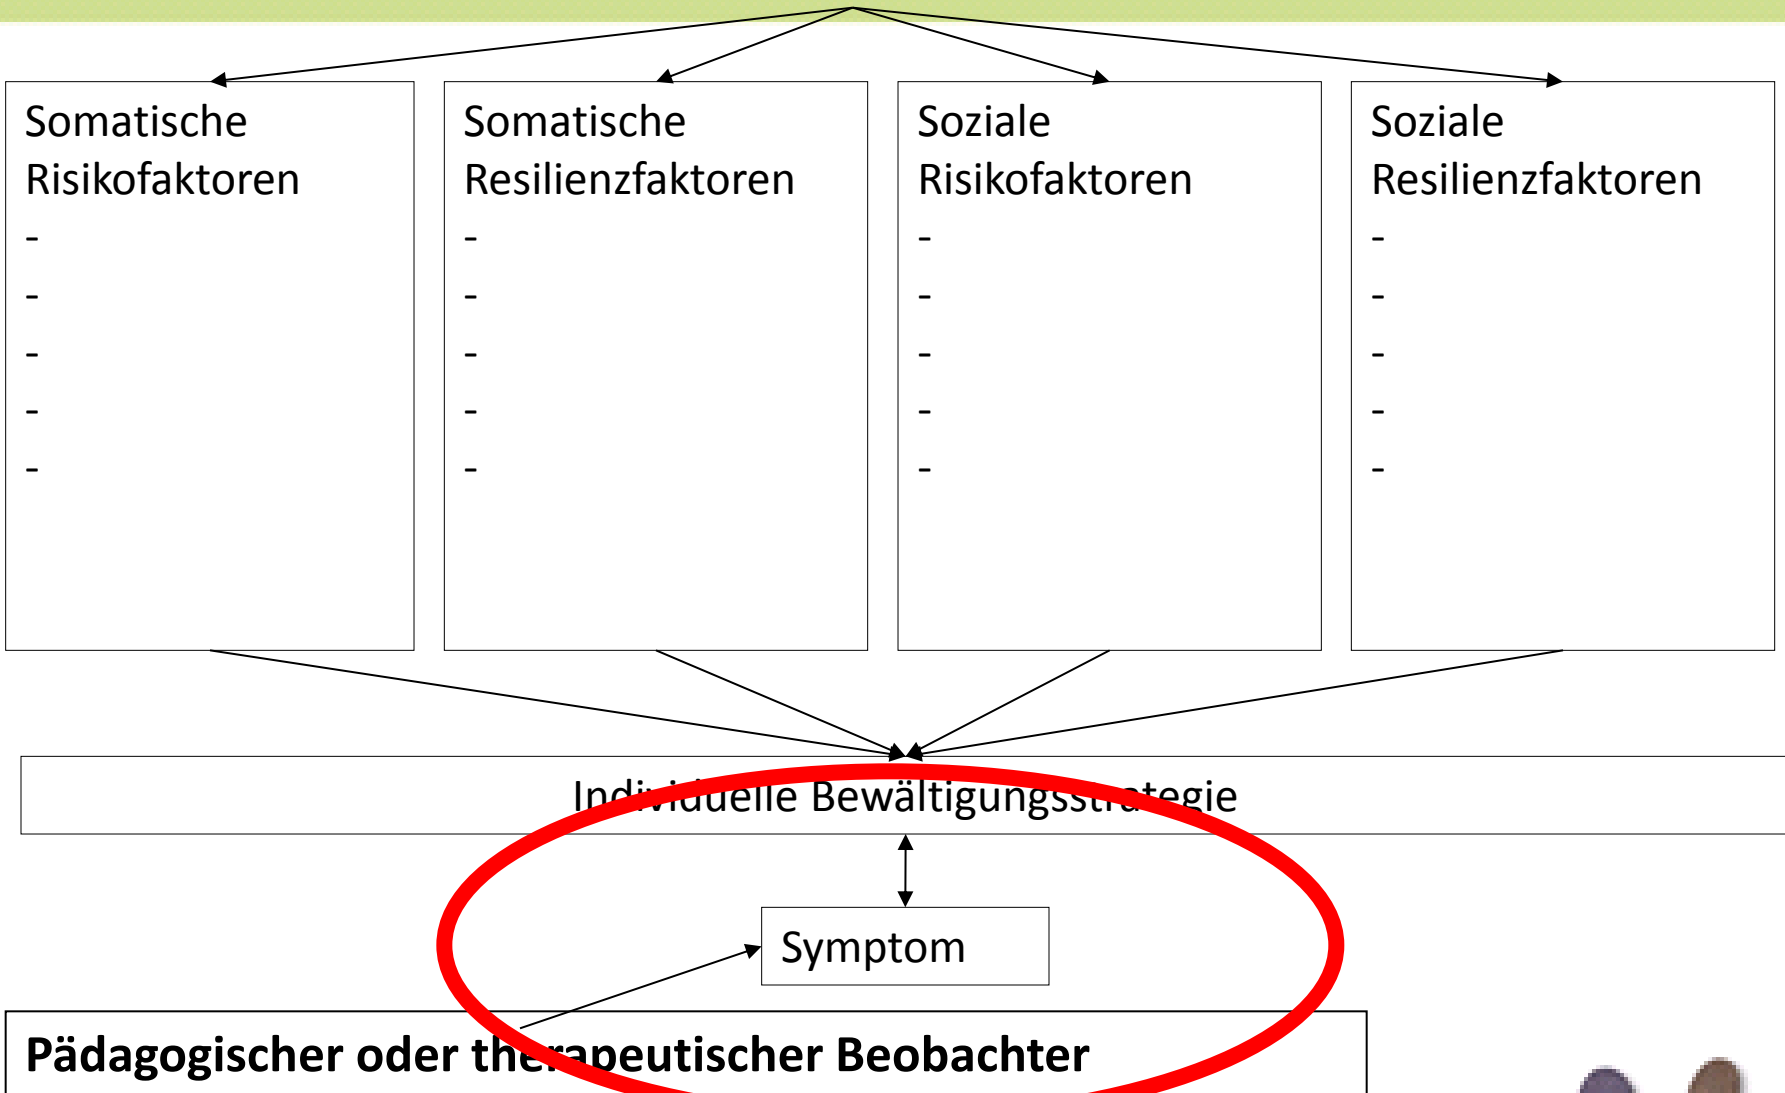 Somatische
Risikofaktoren
-
-
-
-
-
Somatische
Resilienzfaktoren
-
-
-
-
-
Soziale
Risikofaktoren
-
-
-
-
-
Soziale
Resilienzfaktoren
-
-
-
-
-
Individuelle Bewältigungsstrategie
Symptom
Pädagogischer oder therapeutischer Beobachter